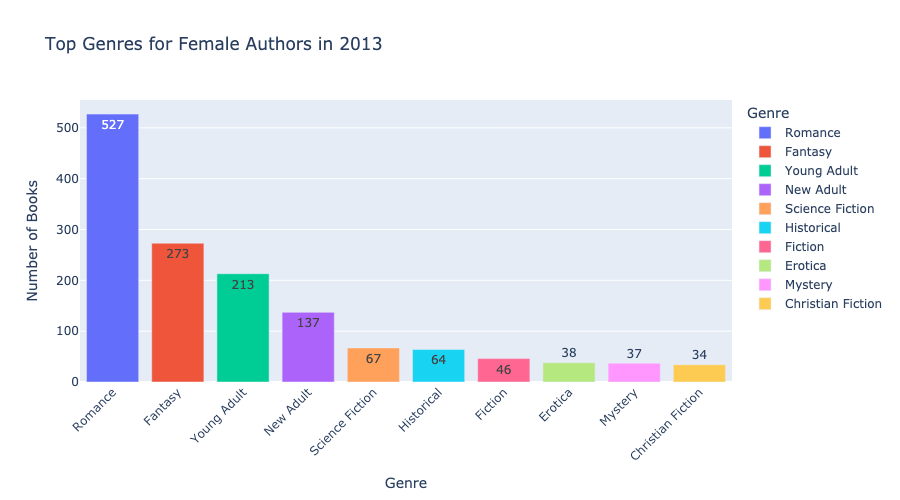 Top Genres for Female Authors in 2013
Number of Books
500
400
300
200
100
0
527
273
213
137
67
64
46
38
37
34
Romance
Fantasy
Young Adult
New Adult
Science Fiction
Historical
Fiction
Erotica
Mystery
Christian Fiction
Genre
Genre
Romance
Fantasy
Young Adult
New Adult
Science Fiction
Historical
Fiction
Erotica
Mystery
Christian Fiction